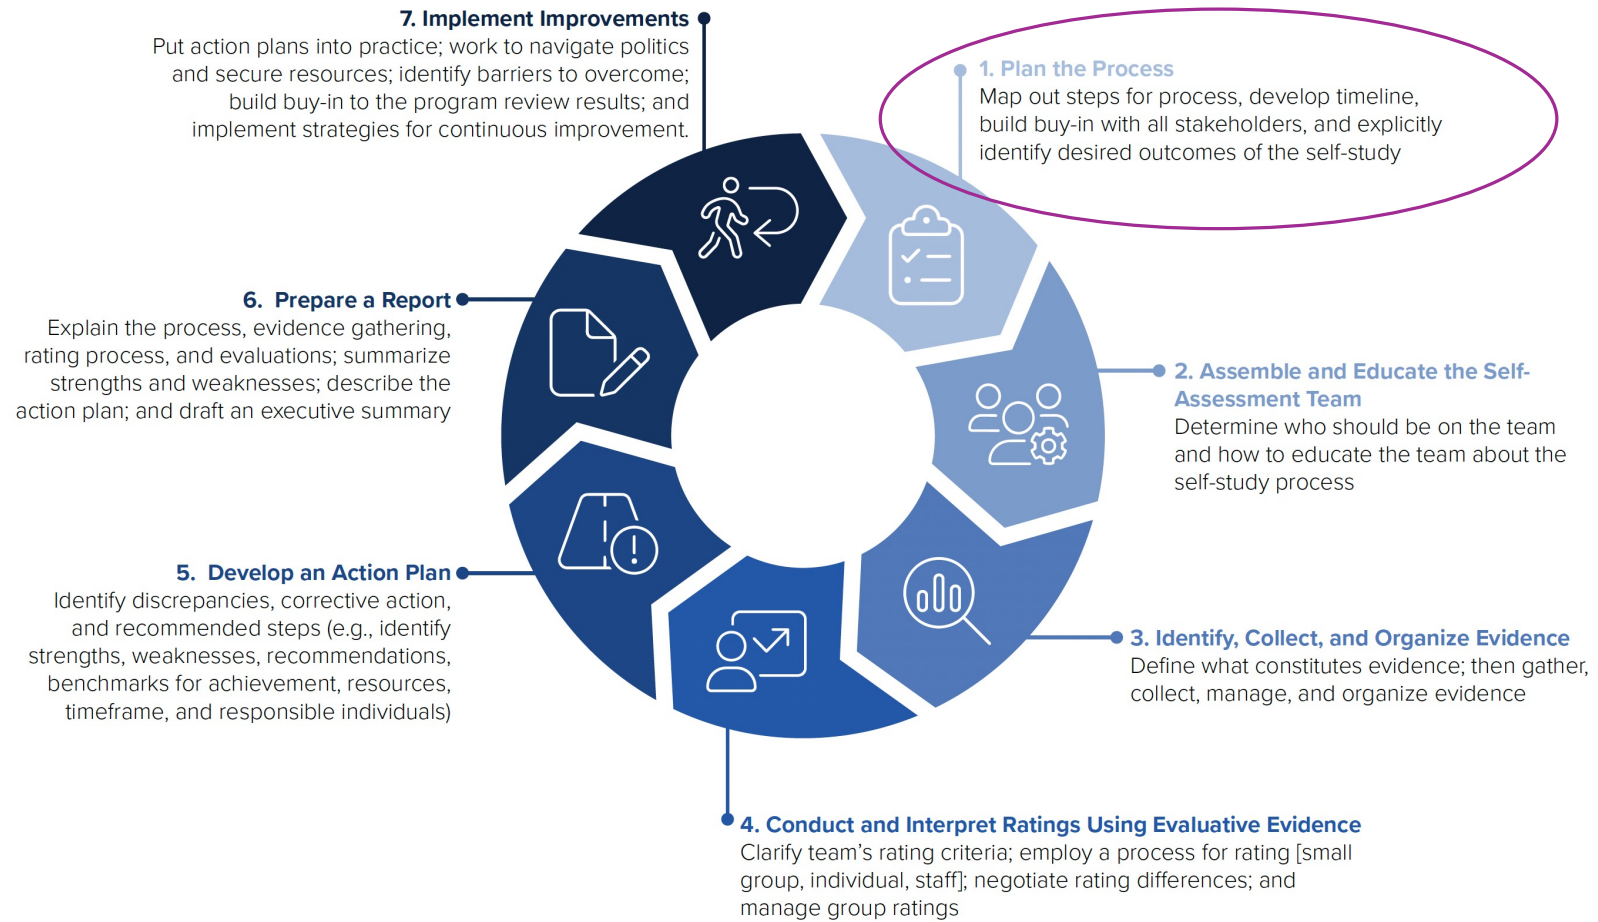 7. Implement Improvements
Put action plans into practice; work to navigate politics
and secure resources; identify barriers to overcome;
build buy-in to the program review results; and
implement strategies for continuous improvement.
1. Plan the Process
Map out steps for process, develop timeline,
build buy-in with all stakeholders, and explicitly
identify desired outcomes of the self-study
6. Prepare a Report
Explain the process, evidence gathering,
rating process, and evaluations; summarize
strengths and weaknesses; describe the
action plan; and draft an executive summary
2. Assemble and Educate the Self-
Assessment Team
Determine who should be on the team
and how to educate the team about the
self-study process
5. Develop an Action Plan
Identify discrepancies, corrective action,
and recommended steps (e.g., identify
strengths, weaknesses, recommendations,
benchmarks for achievement, resources,
timeframe, and responsible individuals)
3. Identify, Collect, and Organize Evidence
Define what constitutes evidence; then gather,
collect, manage, and organize evidence
4. Conduct and Interpret Ratings Using Evaluative Evidence
Clarify team’s rating criteria; employ a process for rating [small
group, individual, staff]; negotiate rating differences; and
manage group ratings